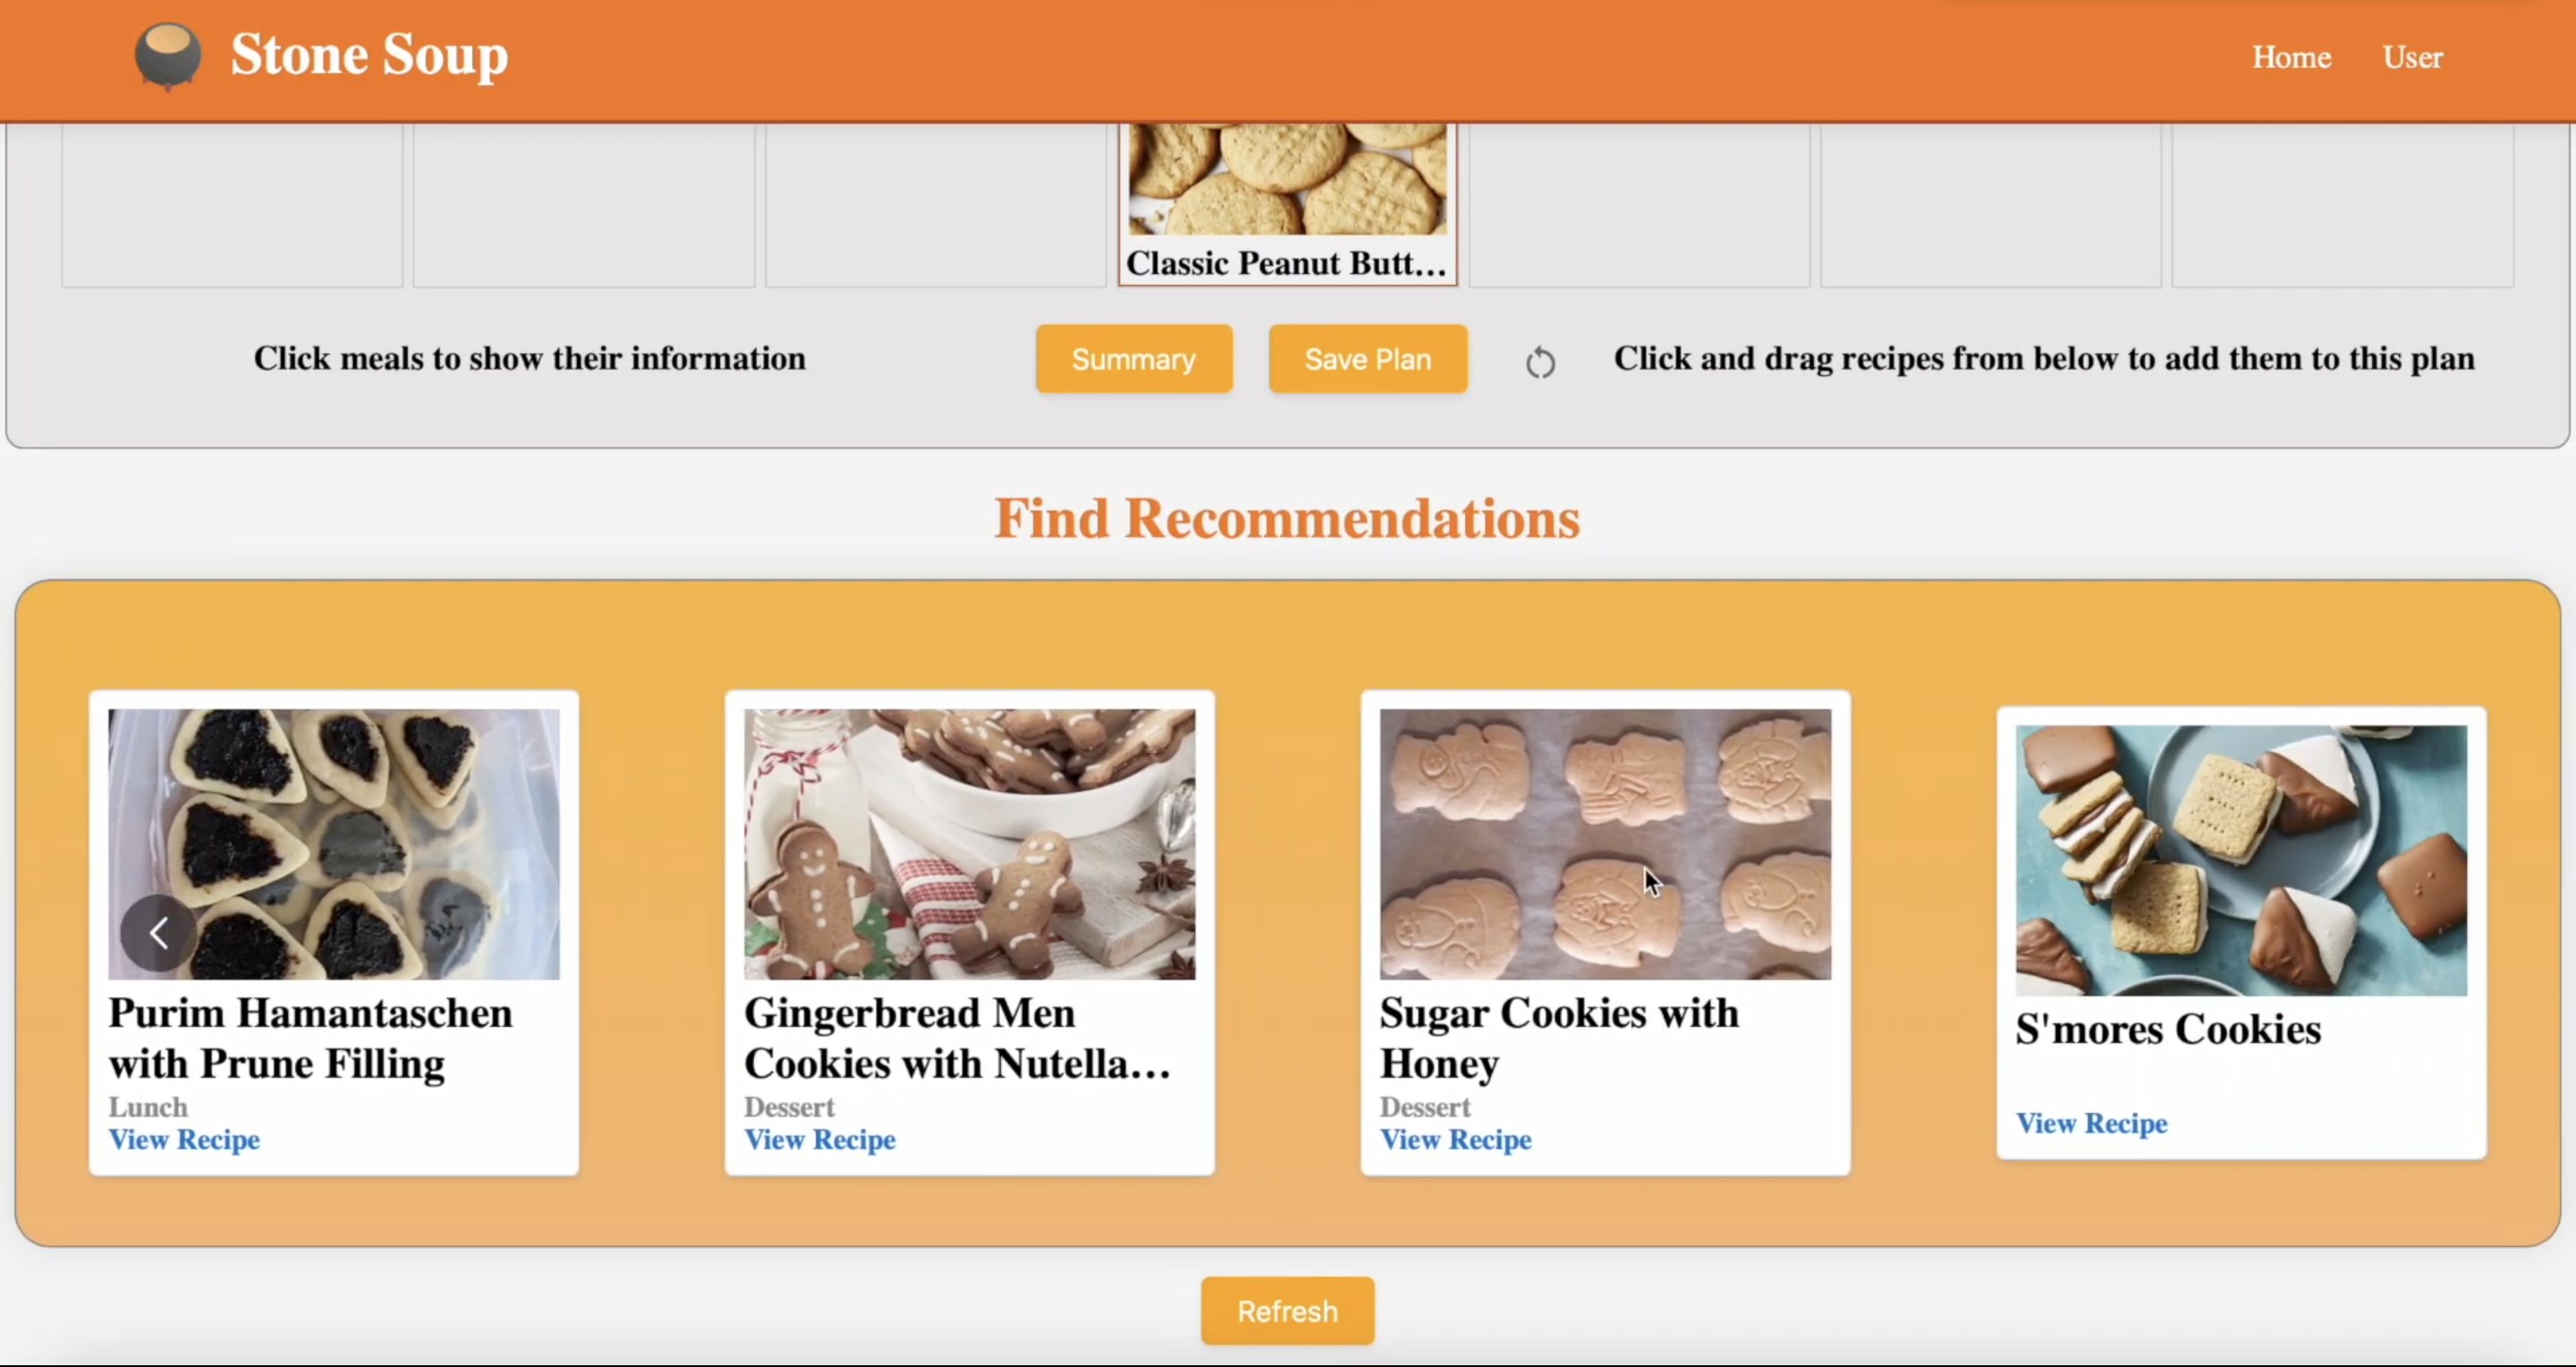 Stone Soup
Home
User
Classic Peanut Butt...
Click meals to show their information
Summary
Save Plan
Click and drag recipes from below to add them to this plan
Find Recommendations
Purim Hamantaschen
with Prune Filling
Lunch
View Recipe
Gingerbread Men
Cookies with Nutella...
Dessert
View Recipe
Sugar Cookies with
Honey
Dessert
View Recipe
S'mores Cookies
View Recipe
Refresh